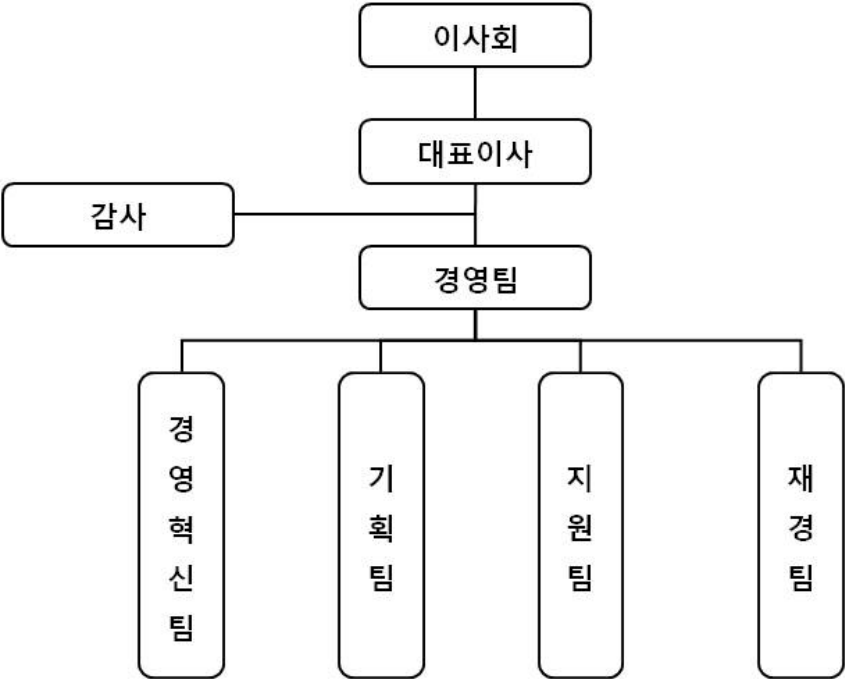 이사회
대표이사
감사
경영팀
경영혁신팀
기획팀
지원팀
재경팀